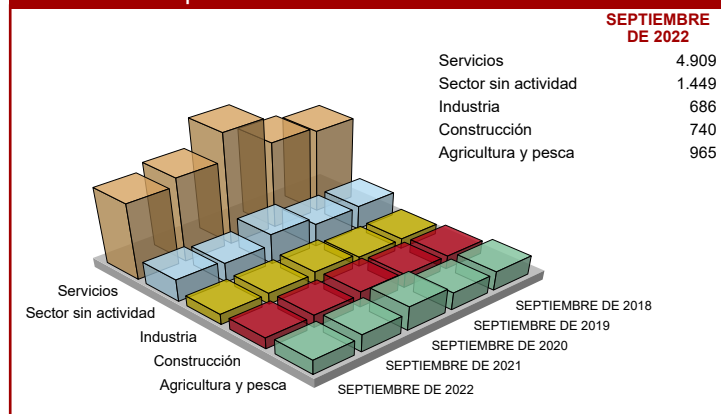 SEPTIEMBRE
DE 2022
Servicios 4.909
Sector sin actividad 1.449
Industria 686
Construcción 740
Agricultura y pesca 965
Servicios
Sector sin actividad
Industria
Construcción
Agricultura y pesca
SEPTIEMBRE DE 2018
SEPTIEMBRE DE 2019
SEPTIEMBRE DE 2020
SEPTIEMBRE DE 2021
SEPTIEMBRE DE 2022